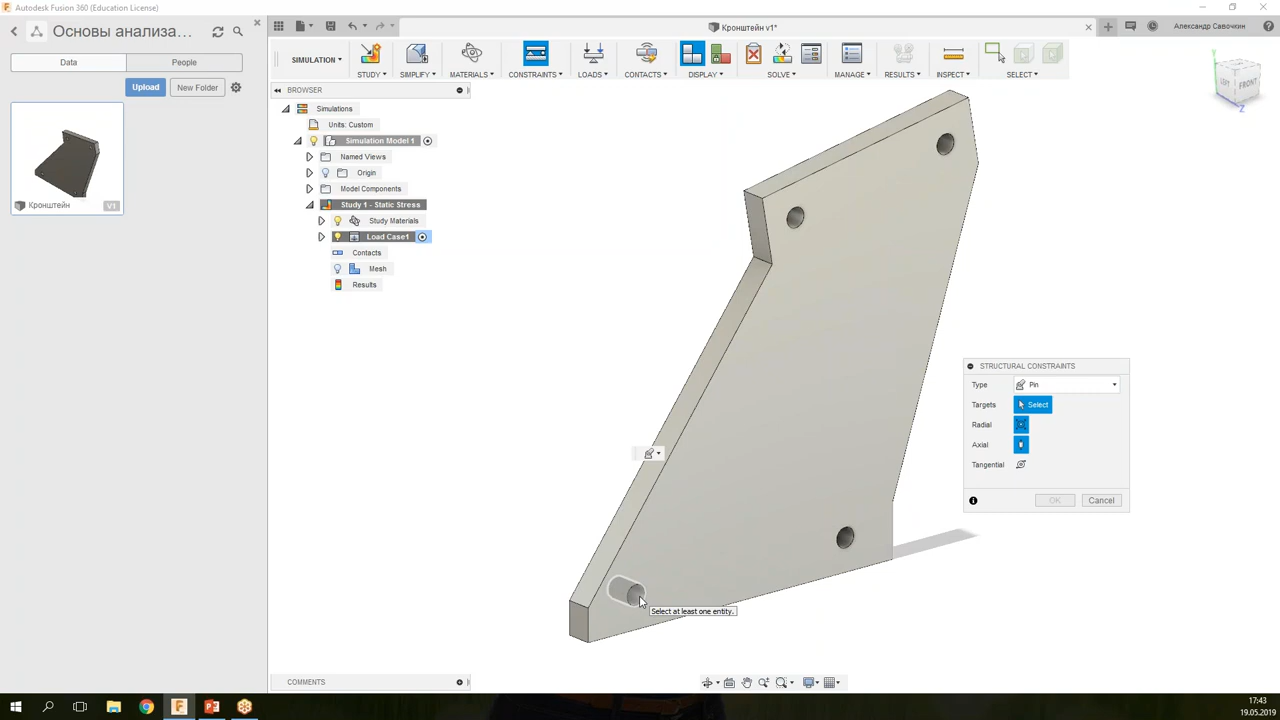 Autodesk Fusion 360 (Education License)
Основы анализа...
Кронштейн v1*
Александр Савочкин
Data
People
Upload
New Folder
Кронштейн
V1
SIMULATION
STUDY
SIMPLIFY
MATERIALS
CONSTRAINTS
LOADS
CONTACTS
DISPLAY
SOLVE
MANAGE
RESULTS
INSPECT
SELECT
BROWSER
Simulations
Units: Custom
Simulation Model 1
Named Views
Origin
Model Components
Study 1 - Static Stress
Study Materials
Load Case1
Contacts
Mesh
Results
LEFT
FRONT
Z
STRUCTURAL CONSTRAINTS
Type
Pin
Targets
Select
Radial
Axial
Tangential
OK
Cancel
Select at least one entity.
COMMENTS
17:43
19.05.2019